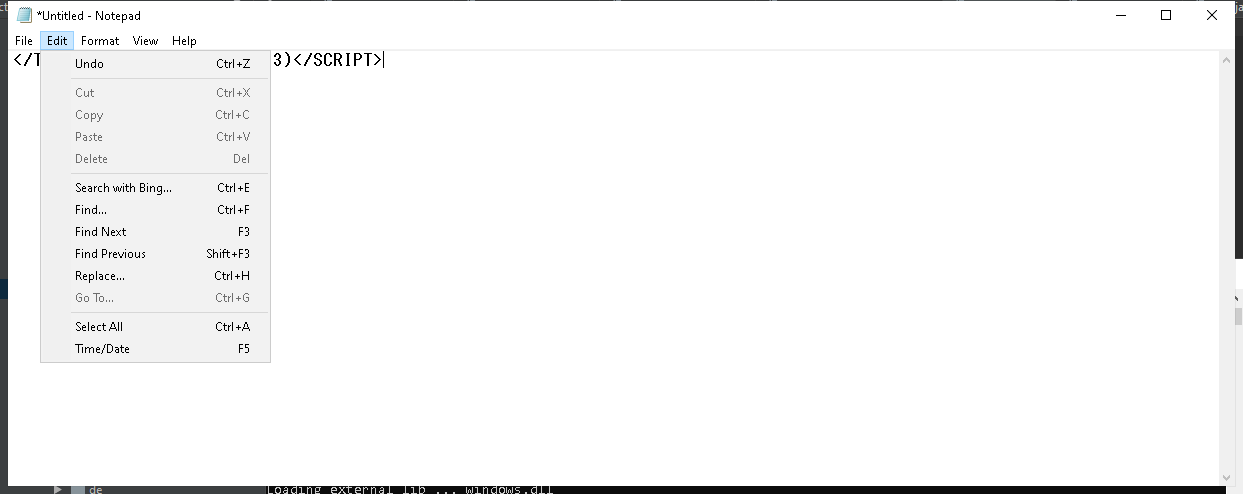 *Untitled - Notepad
File Edit Format View Help
</T 3)</SCRIPT>
Undo Ctrl+Z
Cut Ctrl+X
Copy Ctrl+C
Paste Ctrl+V
Delete Del
Search with Bing... Ctrl+E
Find... Ctrl+F
Find Next F3
Find Previous Shift+F3
Replace... Ctrl+H
Go To... Ctrl+G
Select All Ctrl+A
Time/Date F5
de Loading external lib ... windows.dll